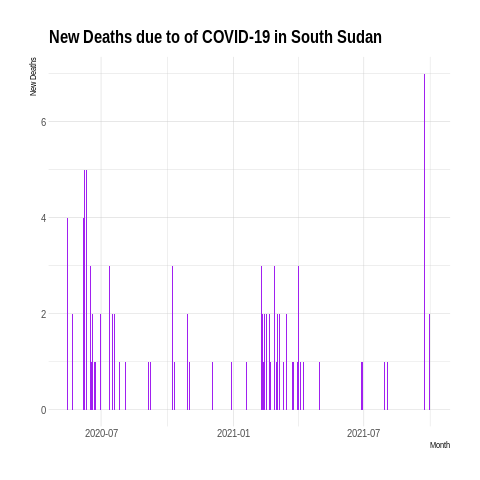 New Deaths due to of COVID-19 in South Sudan
New Deaths
6
4
2
0
2020-07
2021-01
2021-07
Month